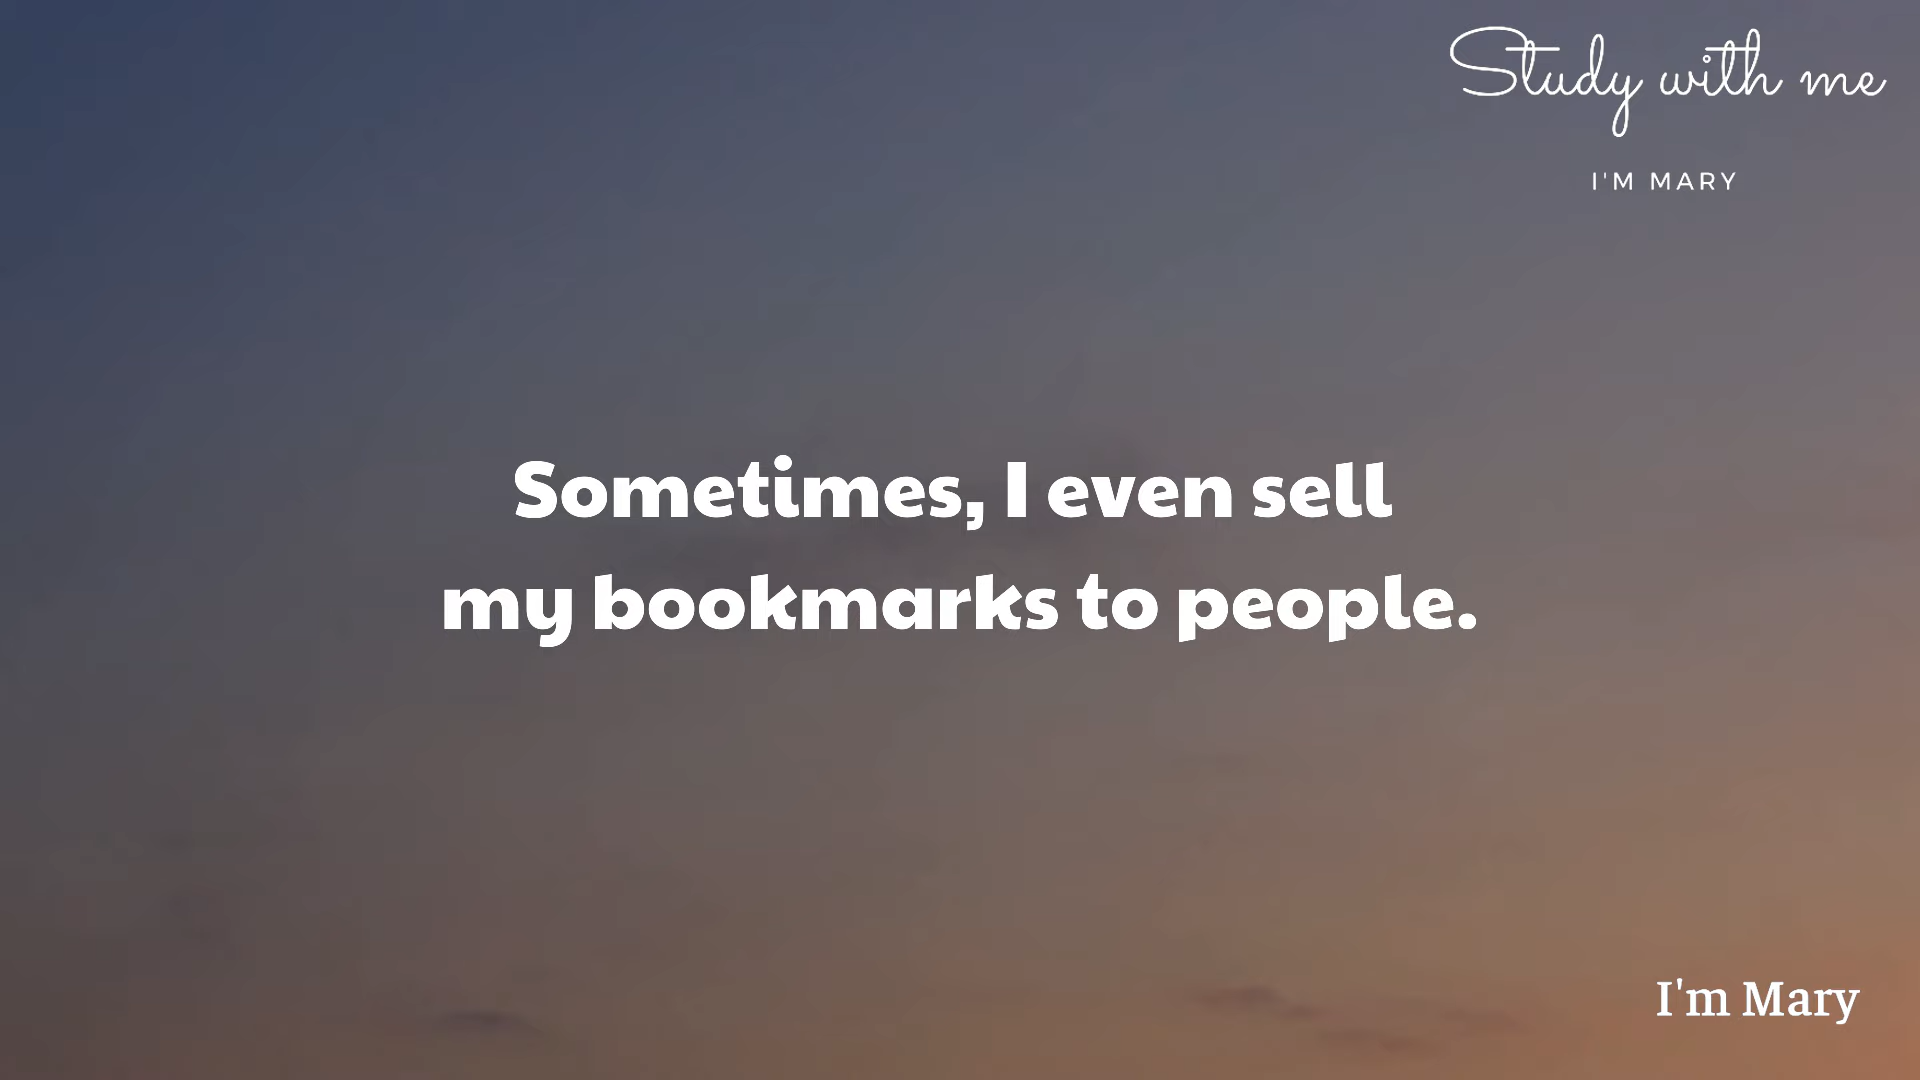 Study with me
I'M MARY
Sometimes, I even sell
my bookmarks to people.
I'm Mary